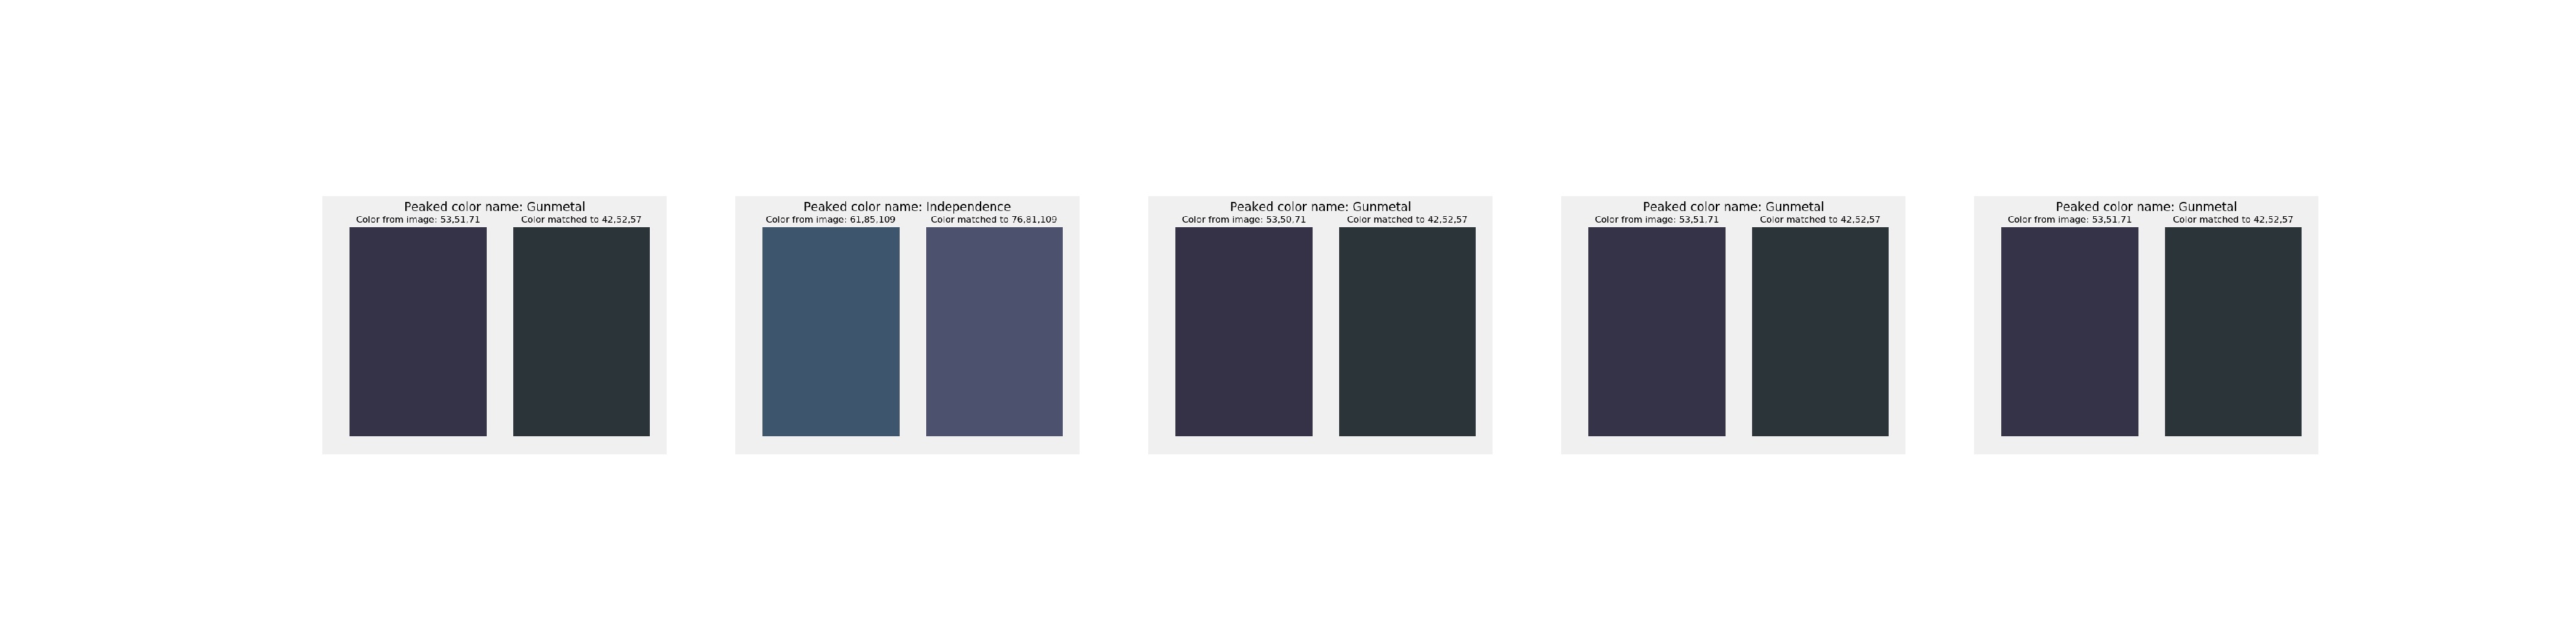 Peaked color name: Gunmetal
Color from image: 53,51,71
Color matched to 42,52,57
Peaked color name: Independence
Color from image: 61,85,109
Color matched to 76,81,109
Peaked color name: Gunmetal
Color from image: 53,50,71
Color matched to 42,52,57
Peaked color name: Gunmetal
Color from image: 53,51,71
Color matched to 42,52,57
Peaked color name: Gunmetal
Color from image: 53,51,71
Color matched to 42,52,57